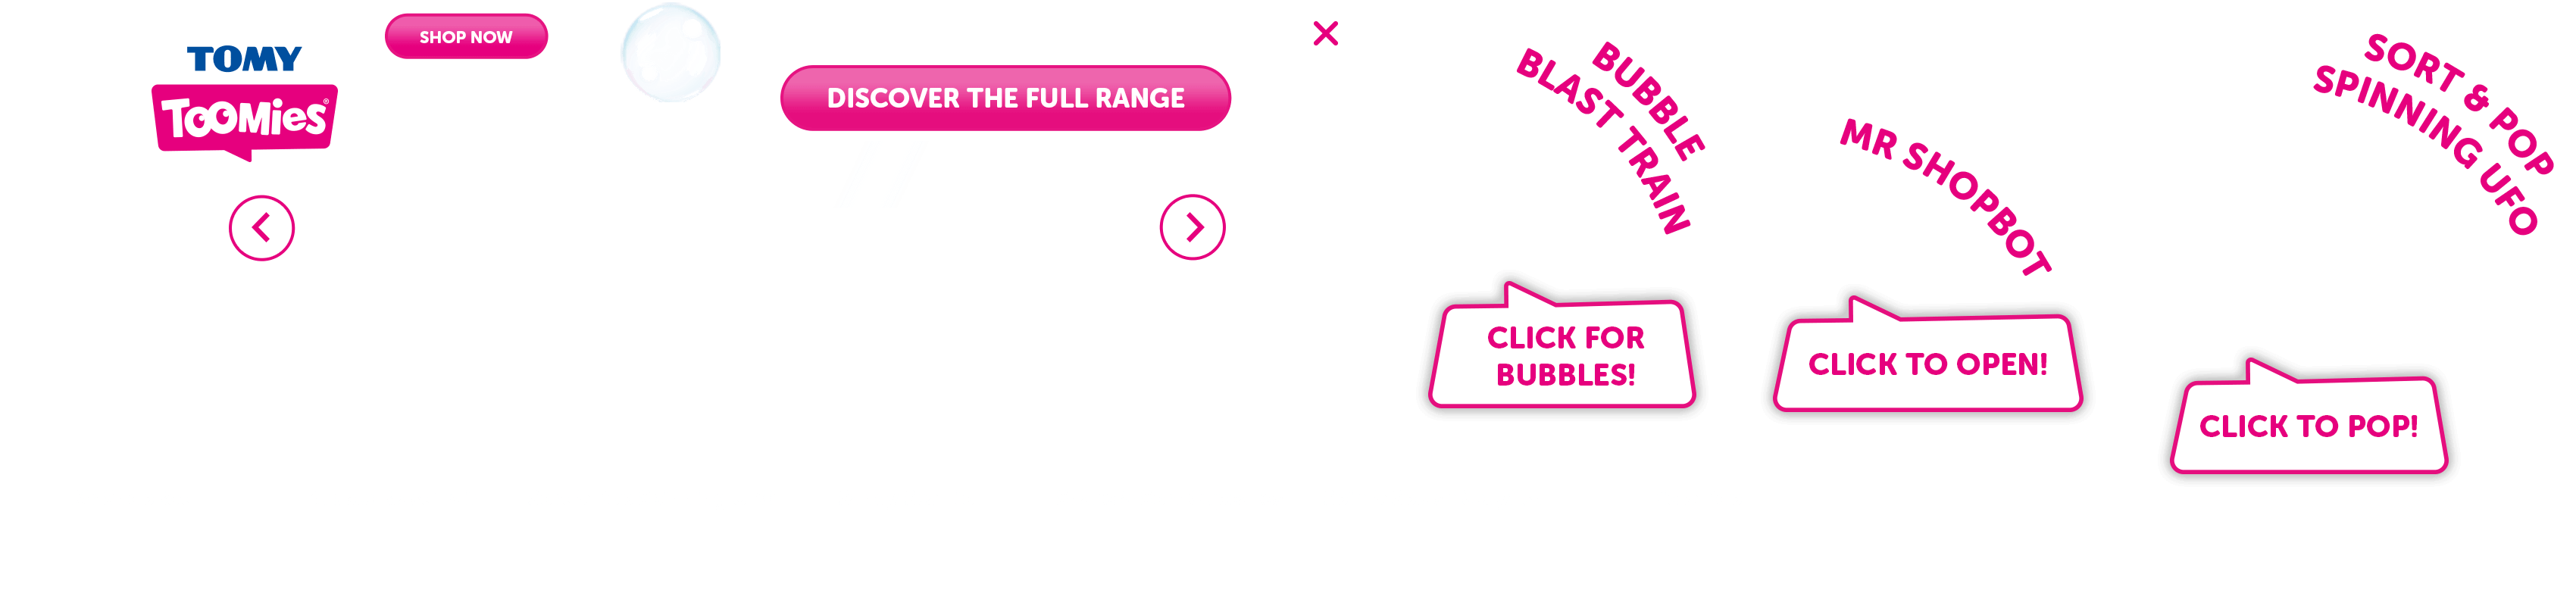 TOMY
TOOMies®
SHOP NOW
DISCOVER THE FULL RANGE
BUBBLE
BLAST TRAIN
CLICK FOR
BUBBLES!
MR SHOPBOT
CLICK TO OPEN!
SORT & POP
SPINNING UFO
CLICK TO POP!